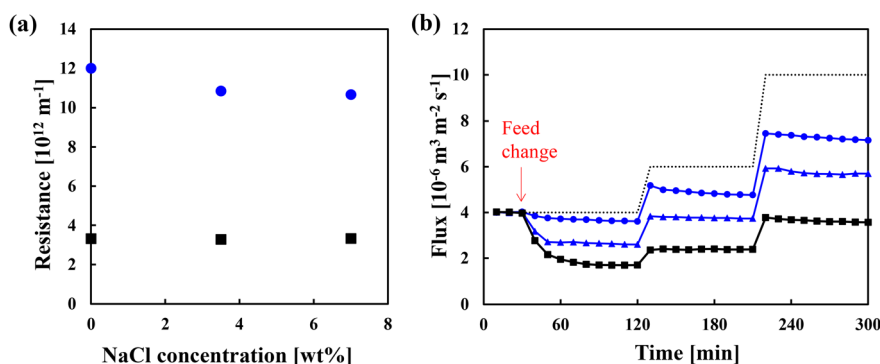 (a)
14
12
10
8
6
4
2
0
0 2 4 6 8
Resistance [10¹² m⁻¹]
NaCl concentration [wt%]
(b)
12
10
8
6
4
2
0
0 60 120 180 240 300
Flux [10⁻⁶ m³ m⁻² s⁻¹]
Time [min]
Feed
change